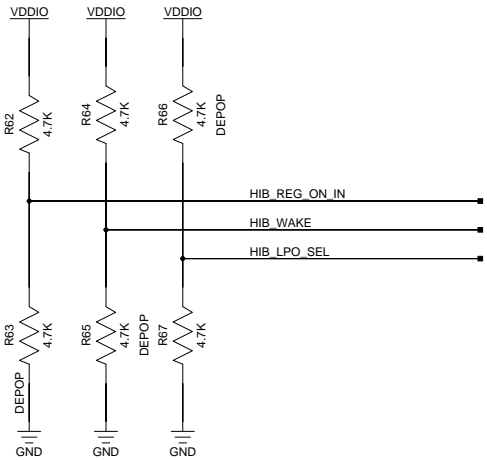 VDDIO VDDIO VDDIO
R62 4.7K
R64 4.7K
R66 4.7K DEPOP
HIB_REG_ON_IN
HIB_WAKE
HIB_LPO_SEL
R63 4.7K DEPOP
R65 4.7K DEPOP
R67 4.7K
GND GND GND